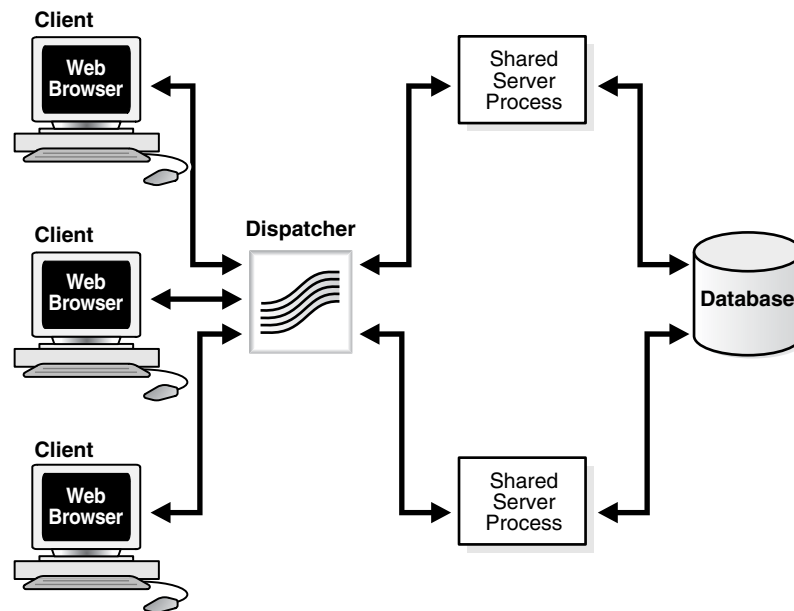 Client
Web
Browser
Shared
Server
Process
Client
Web
Browser
Dispatcher
Database
Client
Web
Browser
Shared
Server
Process